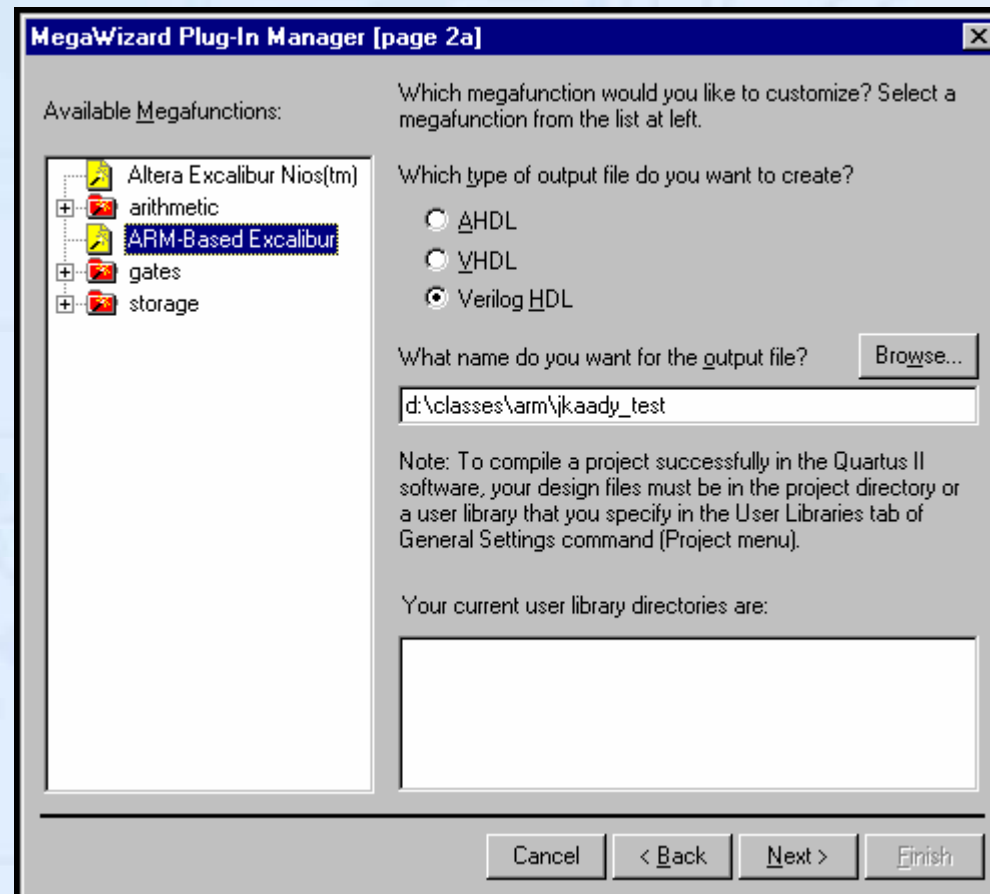 MegaWizard Plug-In Manager [page 2a]
Available Megafunctions:
Altera Excalibur Nios(tm)
arithmetic
ARM-Based Excalibur
gates
storage
Which megafunction would you like to customize? Select a
megafunction from the list at left.
Which type of output file do you want to create?
AHDL
VHDL
Verilog HDL
What name do you want for the output file?
Browse...
d:\classes\arm\jkaady_test
Note: To compile a project successfully in the Quartus II
software, your design files must be in the project directory or
a user library that you specify in the User Libraries tab of
General Settings command (Project menu).
Your current user library directories are:
Cancel
< Back
Next >
Finish